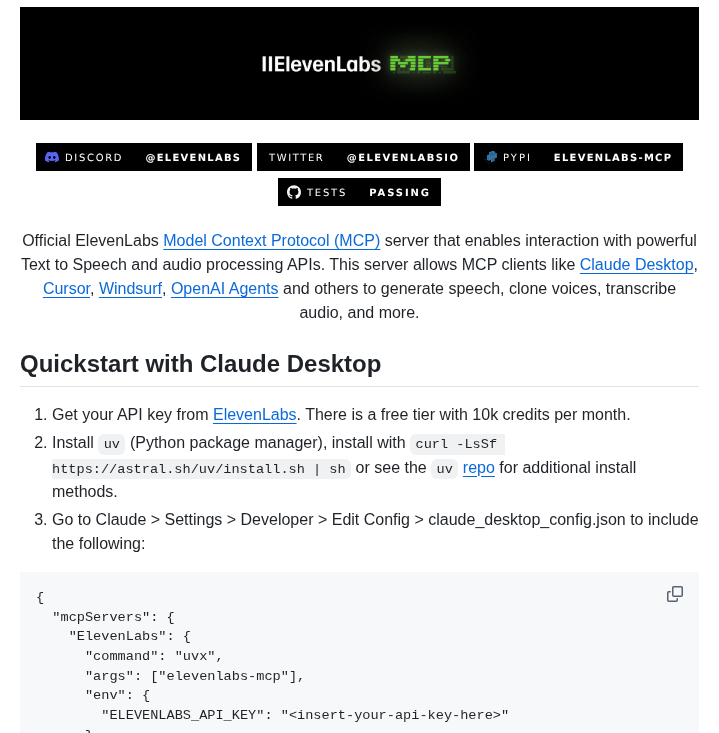 IIElevenLabs MCP
DISCORD @ELEVENLABS TWITTER @ELEVENLABSIO PYPI ELEVENLABS-MCP
TESTS PASSING
Official ElevenLabs Model Context Protocol (MCP) server that enables interaction with powerful
Text to Speech and audio processing APIs. This server allows MCP clients like Claude Desktop,
Cursor, Windsurf, OpenAI Agents and others to generate speech, clone voices, transcribe
audio, and more.
Quickstart with Claude Desktop
1. Get your API key from ElevenLabs. There is a free tier with 10k credits per month.
2. Install uv (Python package manager), install with curl -LsSf
https://astral.sh/uv/install.sh | sh or see the uv repo for additional install
methods.
3. Go to Claude > Settings > Developer > Edit Config > claude_desktop_config.json to include
the following:
{
  "mcpServers": {
    "ElevenLabs": {
      "command": "uvx",
      "args": ["elevenlabs-mcp"],
      "env": {
        "ELEVENLABS_API_KEY": "<insert-your-api-key-here>"
      }